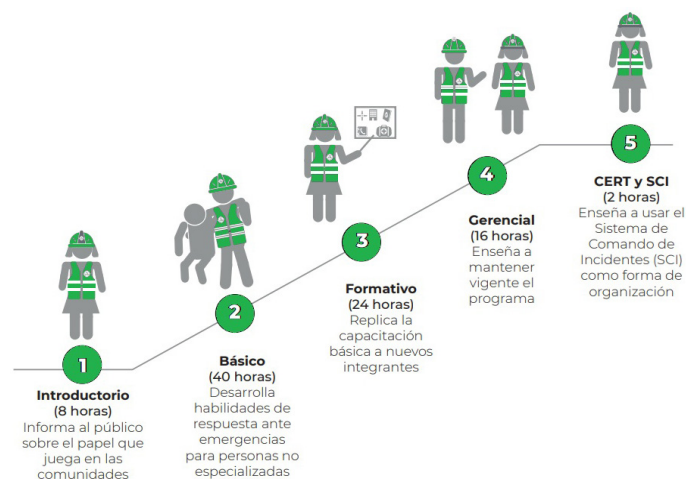 1
Introductorio
(8 horas)
Informa al público
sobre el papel que
juega en las
comunidades
2
Básico
(40 horas)
Desarrolla
habilidades de
respuesta ante
emergencias
para personas no
especializadas
3
Formativo
(24 horas)
Replica la
capacitación
básica a nuevos
integrantes
4
Gerencial
(16 horas)
Enseña a
mantener
vigente el
programa
5
CERT y SCI
(2 horas)
Enseña a usar el
Sistema de
Comando de
Incidentes (SCI)
como forma de
organización